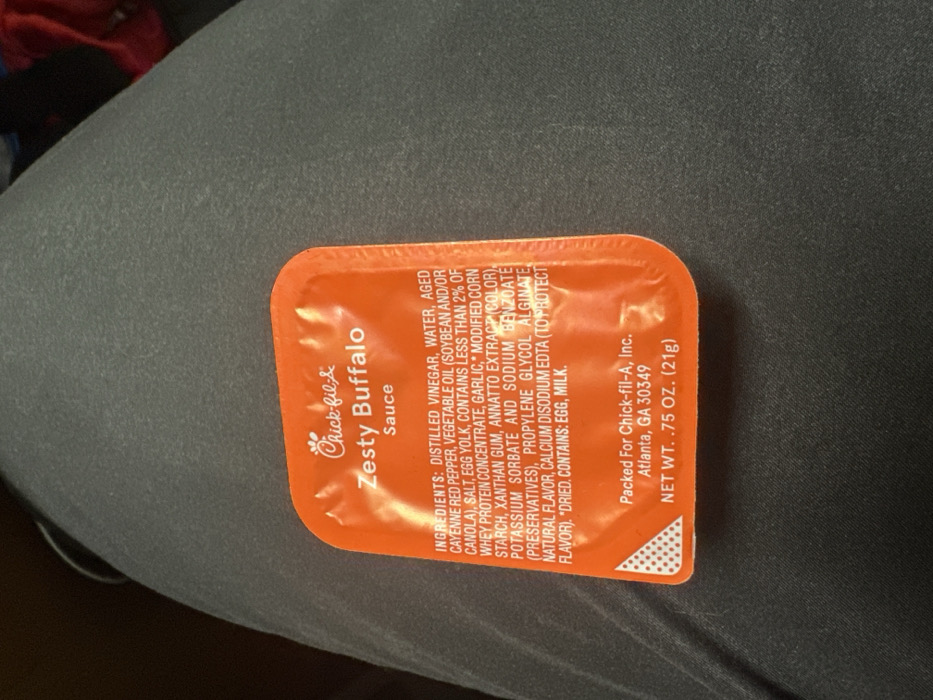 Chick-fil-A
Zesty Buffalo
Sauce
INGREDIENTS: DISTILLED VINEGAR, WATER, AGED
CAYENNE RED PEPPER, VEGETABLE OIL (SOYBEAN AND/OR
CANOLA), SALT, EGG YOLK, CONTAINS LESS THAN 2% OF
WHEY PROTEIN CONCENTRATE, GARLIC,* MODIFIED CORN
STARCH, XANTHAN GUM, ANNATTO EXTRACT (COLOR),
POTASSIUM SORBATE AND SODIUM BENZOATE
(PRESERVATIVES), PROPYLENE GLYCOL ALGINATE,
NATURAL FLAVOR, CALCIUM DISODIUM EDTA (TO PROTECT
FLAVOR). *DRIED. CONTAINS: EGG, MILK.
Packed For Chick-fil-A, Inc.
Atlanta, GA 30349
NET WT. .75 OZ. (21g)